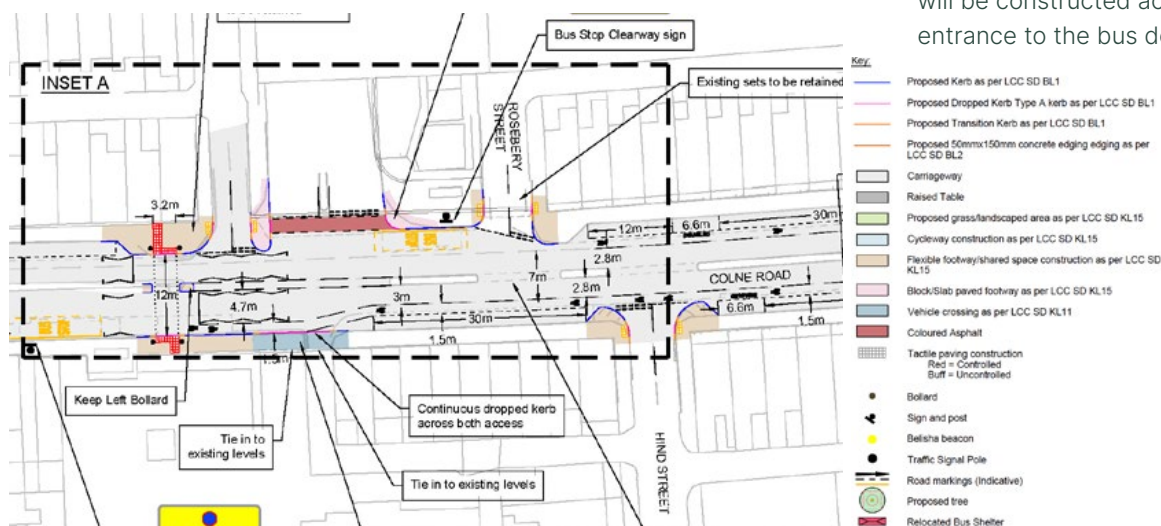 will be constructed ac
entrance to the bus de
INSET A
Bus Stop Clearway sign
Existing sets to be retained
ROSEBERY
STREET
3.2m
12m
6.6m
30m
2.8m
7m
COLNE ROAD
2.8m
12m
4.7m
3m
30m
6.6m
1.5m
1.5m
1.5m
BUS
Keep Left Bollard
Continuous dropped kerb
across both access
Tie in to
existing levels
Tie in to existing levels
HIND STREET
Key:
Proposed Kerb as per LCC SD BL1
Proposed Dropped Kerb Type A kerb as per LCC SD BL1
Proposed Transition Kerb as per LCC SD BL1
Proposed 50mmx150mm concrete edging edging as per
LCC SD BL2
Carriageway
Raised Table
Proposed grass/landscaped area as per LCC SD KL15
Cycleway construction as per LCC SD KL15
Flexible footway/shared space construction as per LCC SD
KL15
Block/Slab paved footway as per LCC SD KL15
Vehicle crossing as per LCC SD KL11
Coloured Asphalt
Tactile paving construction
Red = Controlled
Buff = Uncontrolled
Bollard
Sign and post
Belisha beacon
Traffic Signal Pole
Road markings (Indicative)
Proposed tree
Relocated Bus Shelter